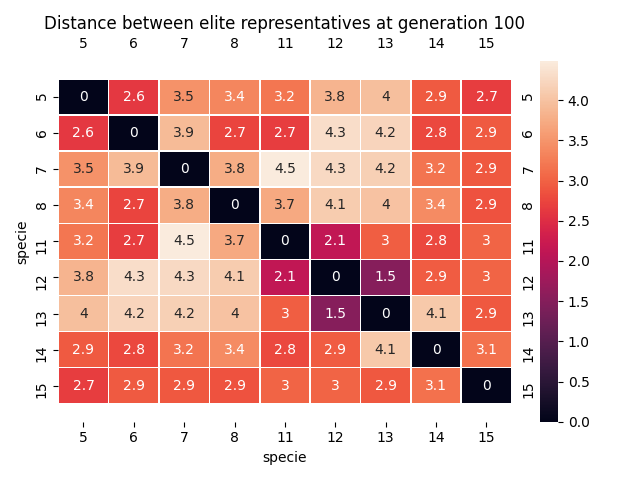 Distance between elite representatives at generation 100
5 6 7 8 11 12 13 14 15
5 0 2.6 3.5 3.4 3.2 3.8 4 2.9 2.7 5
6 2.6 0 3.9 2.7 2.7 4.3 4.2 2.8 2.9 6
7 3.5 3.9 0 3.8 4.5 4.3 4.2 3.2 2.9 7
8 3.4 2.7 3.8 0 3.7 4.1 4 3.4 2.9 8
11 3.2 2.7 4.5 3.7 0 2.1 3 2.8 3 11
12 3.8 4.3 4.3 4.1 2.1 0 1.5 2.9 3 12
13 4 4.2 4.2 4 3 1.5 0 4.1 2.9 13
14 2.9 2.8 3.2 3.4 2.8 2.9 4.1 0 3.1 14
15 2.7 2.9 2.9 2.9 3 3 2.9 3.1 0 15
5 6 7 8 11 12 13 14 15
specie
specie
4.0
3.5
3.0
2.5
2.0
1.5
1.0
0.5
0.0